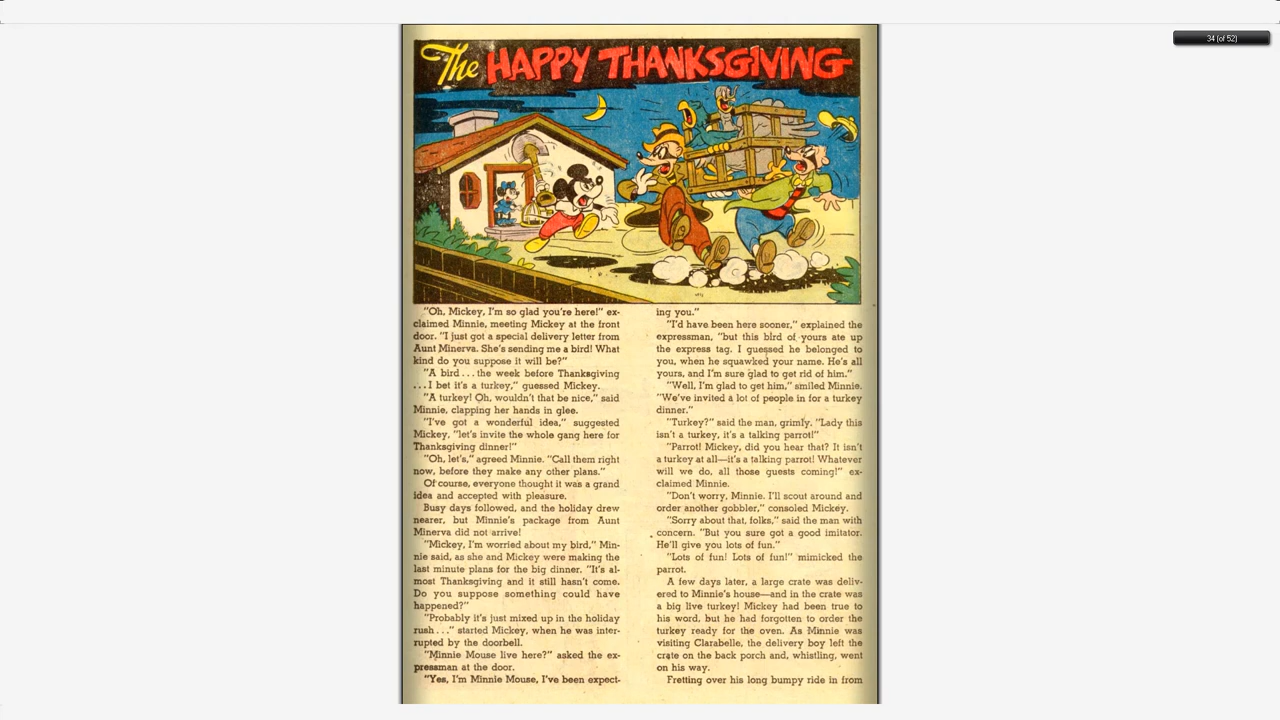 34 (of 52)
The HAPPY THANKSGIVING
"Oh, Mickey, I'm so glad you're here!" ex-
claimed Minnie, meeting Mickey at the front
door. "I just got a special delivery letter from
Aunt Minerva. She's sending me a bird! What
kind do you suppose it will be?"
"A bird . . . the week before Thanksgiving
. . . I bet it's a turkey," guessed Mickey.
"A turkey! Oh, wouldn't that be nice," said
Minnie, clapping her hands in glee.
"I've got a wonderful idea," suggested
Mickey, "let's invite the whole gang here for
Thanksgiving dinner!"
"Oh, let's," agreed Minnie. "Call them right
now, before they make any other plans."
Of course, everyone thought it was a grand
idea and accepted with pleasure.
Busy days followed, and the holiday drew
nearer, but Minnie's package from Aunt
Minerva did not arrive!
"Mickey, I'm worried about my bird," Min-
nie said, as she and Mickey were making the
last minute plans for the big dinner. "It's al-
most Thanksgiving and it still hasn't come.
Do you suppose something could have
happened?"
"Probably it's just mixed up in the holiday
rush . . ." started Mickey, when he was inter-
rupted by the doorbell.
"Minnie Mouse live here?" asked the ex-
pressman at the door.
"Yes, I'm Minnie Mouse, I've been expect-
ing you."
"I'd have been here sooner," explained the
expressman, "but this bird of yours ate up
the express tag. I guessed he belonged to
you, when he squawked your name. He's all
yours, and I'm sure glad to get rid of him."
"Well, I'm glad to get him," smiled Minnie.
"We've invited a lot of people in for a turkey
dinner."
"Turkey?" said the man, grimly. "Lady this
isn't a turkey, it's a talking parrot!"
"Parrot! Mickey, did you hear that? It isn't
a turkey at all—it's a talking parrot! Whatever
will we do, all those guests coming!" ex-
claimed Minnie.
"Don't worry, Minnie. I'll scout around and
order another gobbler," consoled Mickey.
"Sorry about that, folks," said the man with
concern. "But you sure got a good imitator.
He'll give you lots of fun."
"Lots of fun! Lots of fun!" mimicked the
parrot.
A few days later, a large crate was deliv-
ered to Minnie's house—and in the crate was
a big live turkey! Mickey had been true to
his word, but he had forgotten to order the
turkey ready for the oven. As Minnie was
visiting Clarabelle, the delivery boy left the
crate on the back porch and, whistling, went
on his way.
Fretting over his long bumpy ride in from